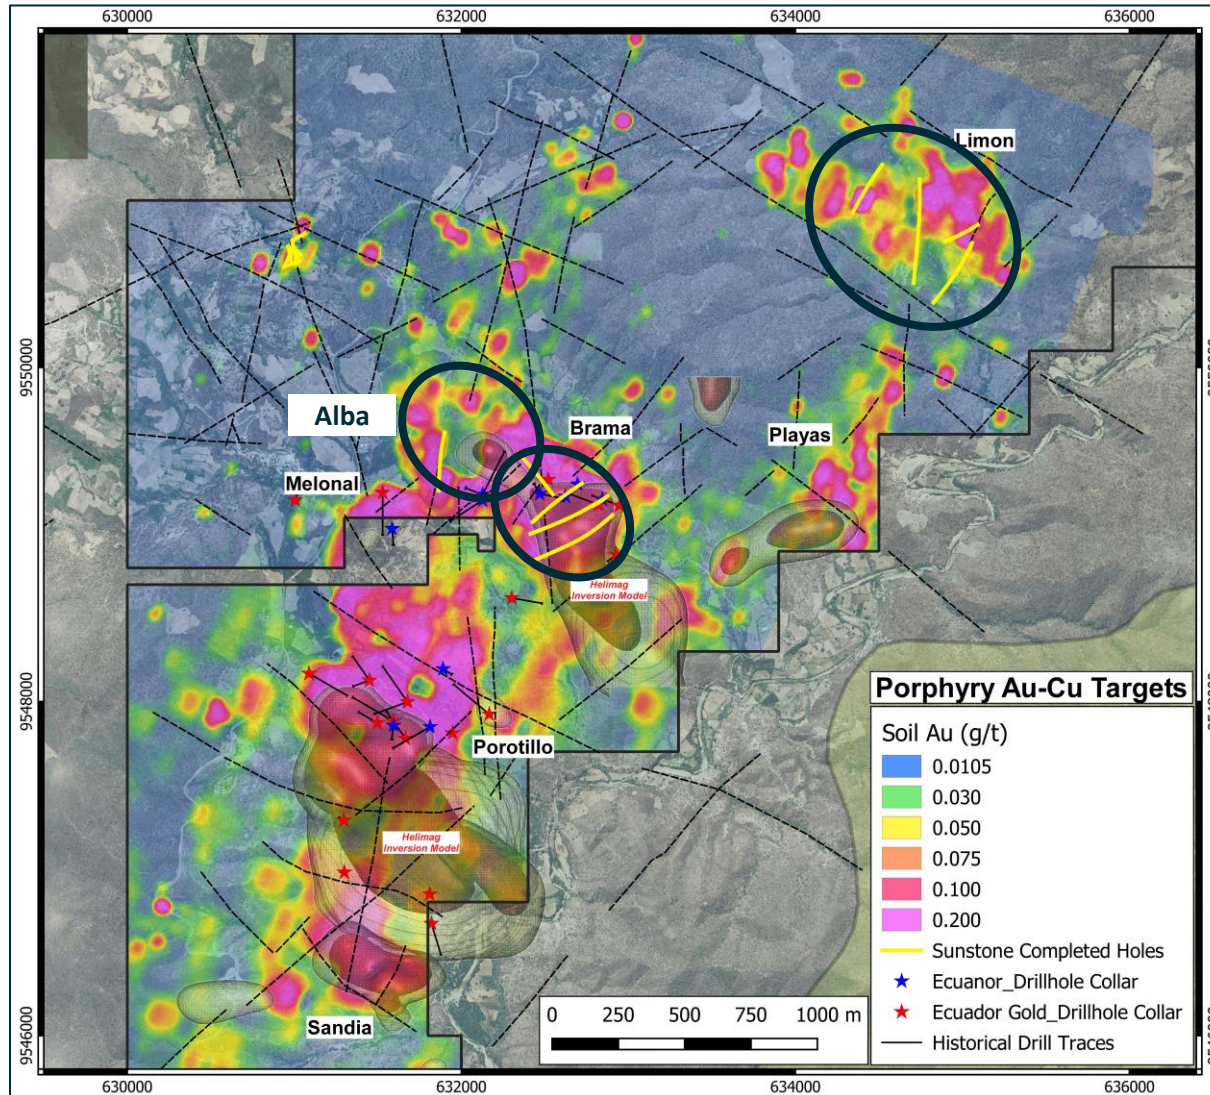 630000
632000
634000
636000
Limon
9550000
Alba
Brama
Playas
Melonal
Helimag
Inversion Model
Porphyry Au-Cu Targets
Soil Au (g/t)
0.0105
0.030
0.050
0.075
0.100
0.200
Sunstone Completed Holes
Ecuanor_Drillhole Collar
Ecuador Gold_Drillhole Collar
Historical Drill Traces
9548000
Porotillo
Helimag
Inversion Model
Sandia
0 250 500 750 1000 m
9546000
630000
632000
634000
636000